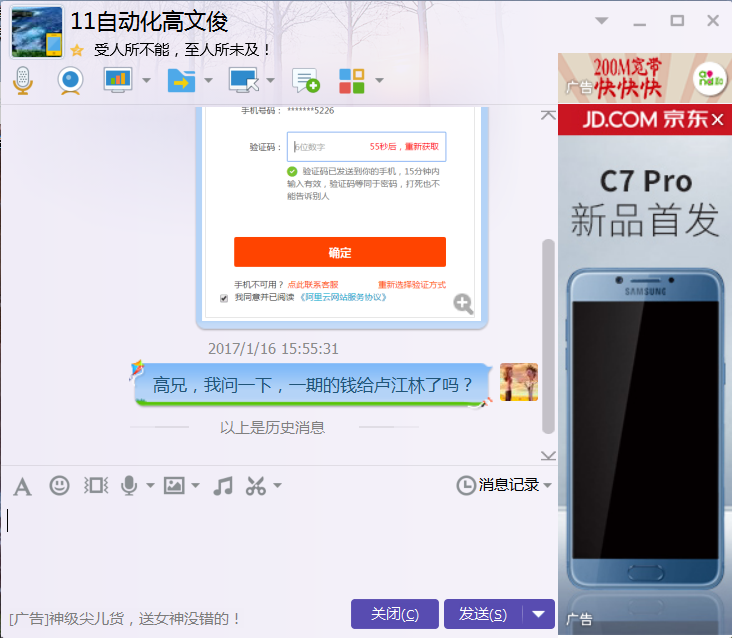 11自动化高文俊
受人所不能，至人所未及！
200M宽带
快快快
广告
JD.COM 京东
C7 Pro
新品首发
SAMSUNG
广告
手机号码： *******5226
验证码：
6位数字
55秒后，重新获取
验证码已发送到你的手机，15分钟内
输入有效，验证码等同于密码，打死也不
能告诉别人
确定
手机不可用？ 点此联系客服 重新选择验证方式
我同意并已阅读 《阿里云网站服务协议》
2017/1/16 15:55:31
高兄，我问一下，一期的钱给卢江林了吗？
以上是历史消息
消息记录
[广告]神级尖儿货，送女神没错的！
关闭(C)
发送(S)